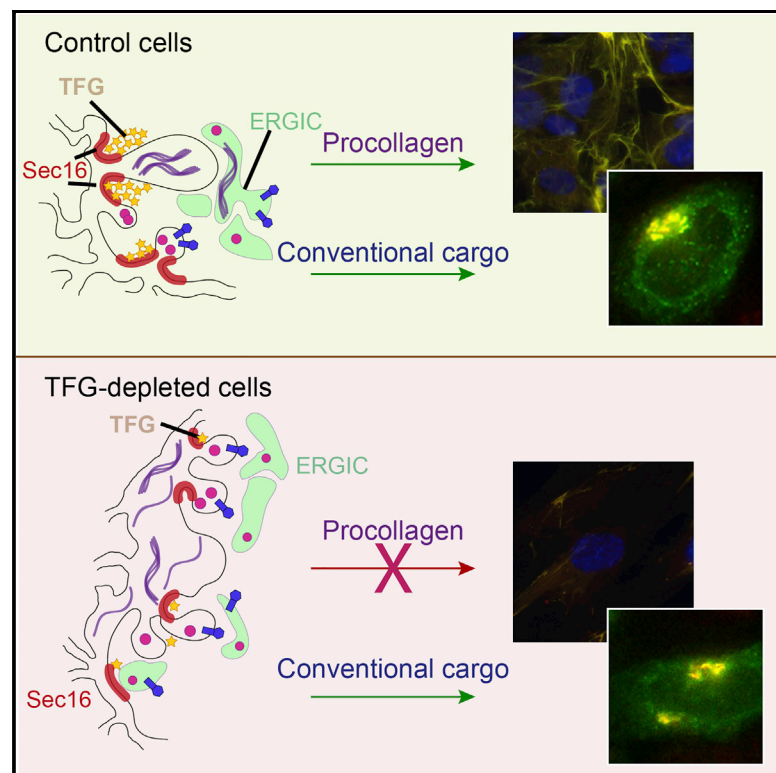 Control cells
TFG
ERGIC
Sec16
Procollagen
Conventional cargo
TFG-depleted cells
TFG
ERGIC
Procollagen
X
Conventional cargo
Sec16